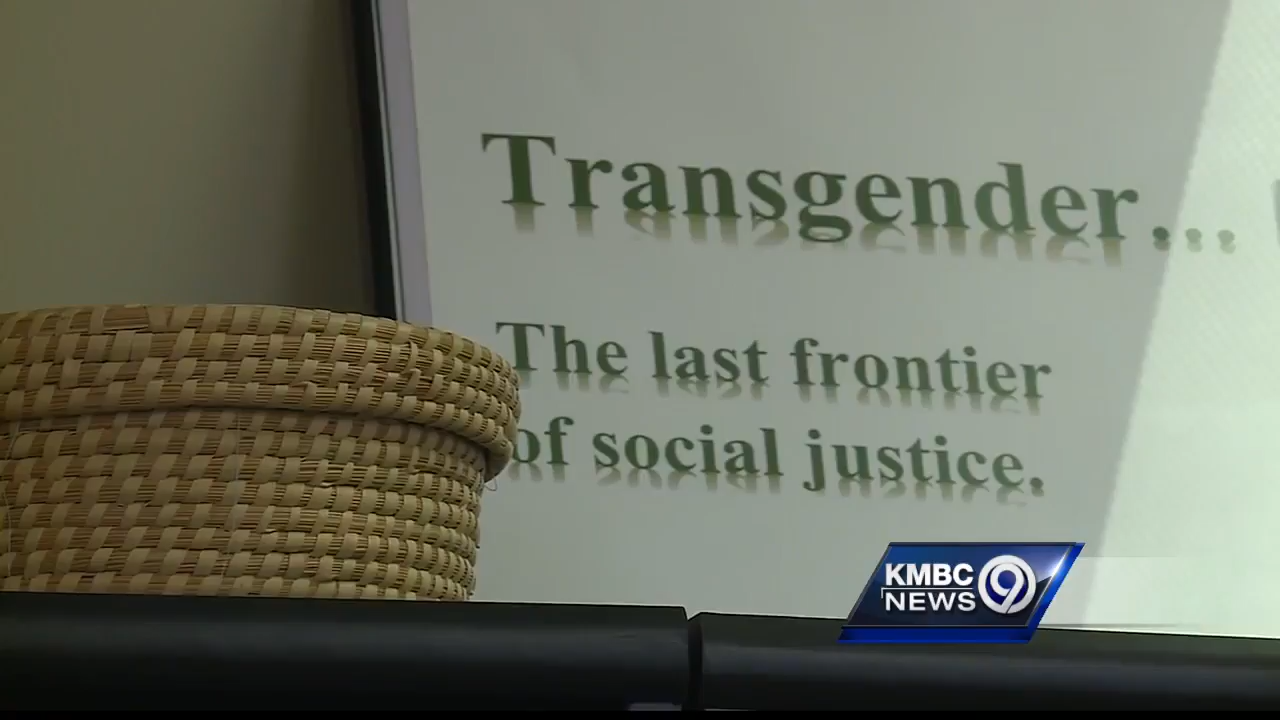 Transgender...
The last frontier
of social justice.
KMBC 9
NEWS